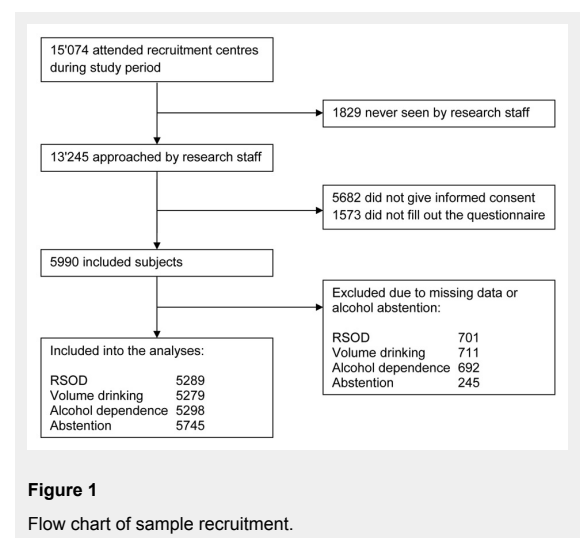 15'074 attended recruitment centres
during study period
1829 never seen by research staff
13'245 approached by research staff
5682 did not give informed consent
1573 did not fill out the questionnaire
5990 included subjects
Excluded due to missing data or
alcohol abstention:
RSOD 701
Volume drinking 711
Alcohol dependence 692
Abstention 245
Included into the analyses:
RSOD 5289
Volume drinking 5279
Alcohol dependence 5298
Abstention 5745
Figure 1
Flow chart of sample recruitment.